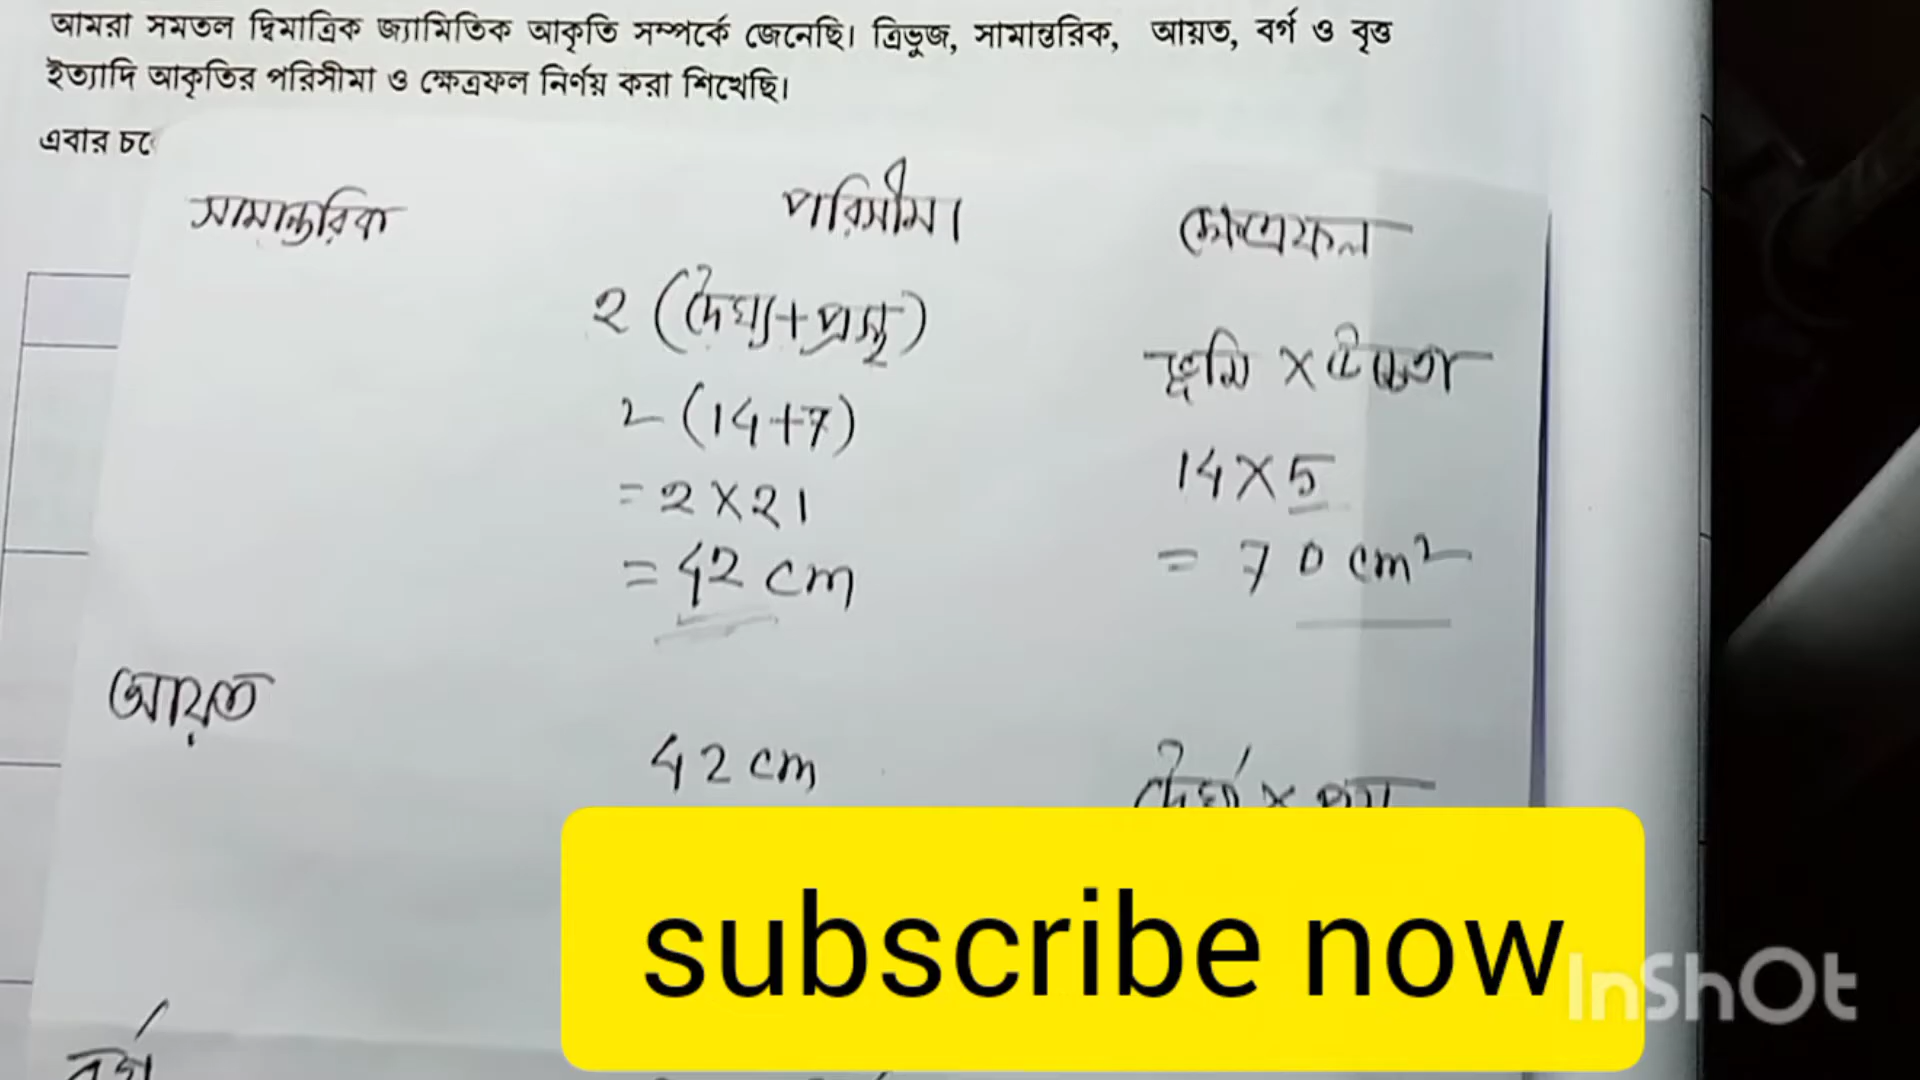 আমরা সমতল দ্বিমাত্রিক জ্যামিতিক আকৃতি সম্পর্কে জেনেছি। ত্রিভুজ, সামান্তরিক, আয়ত, বর্গ ও বৃত্ত
ইত্যাদি আকৃতির পরিসীমা ও ক্ষেত্রফল নির্ণয় করা শিখেছি।
এবার
সামান্তরিক পরিসীমা ক্ষেত্রফল
2 (দৈঘ্য+প্রস্থ)
ভূমি × উচ্চতা
2 (14+7)
14×5
= 2×21
= 42 cm
= 70 cm²
আয়ত
42 cm
দৈর্ঘ্য ×
subscribe now
InShOt
বর্গ